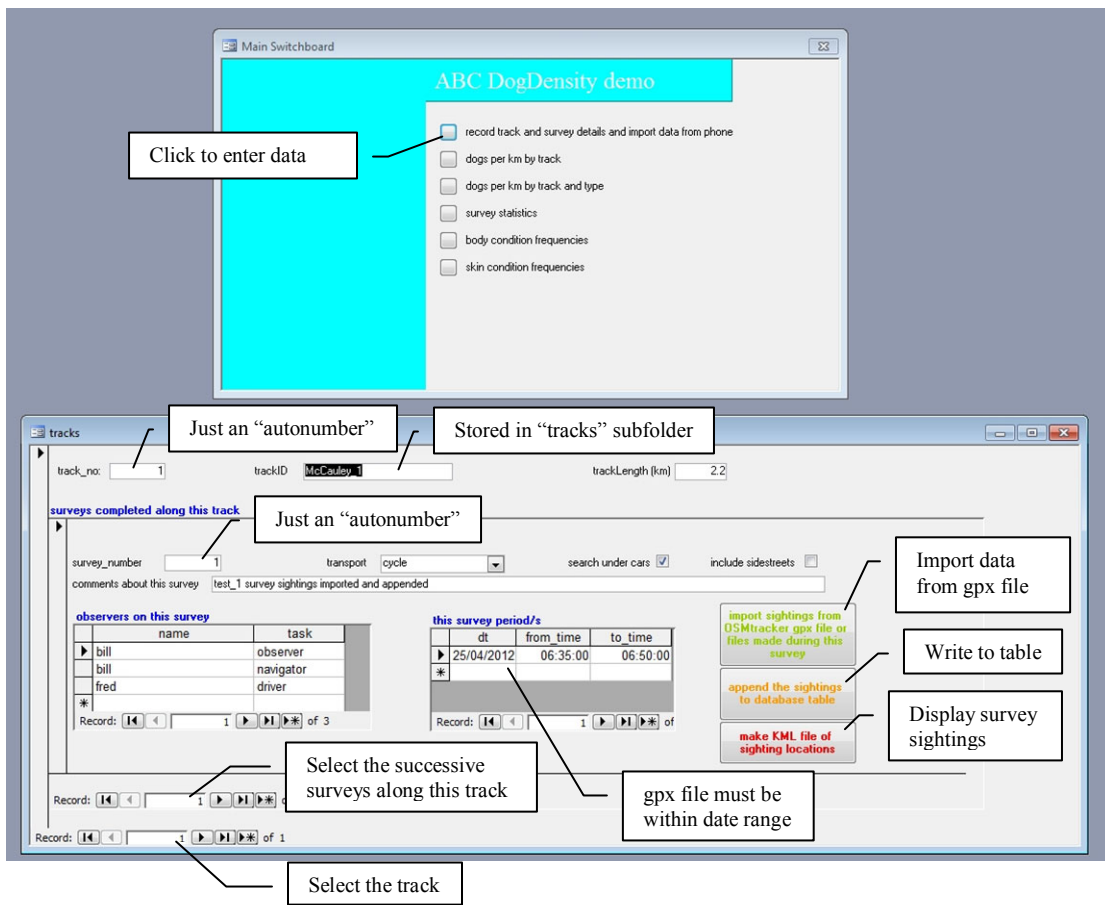 Main Switchboard
ABC DogDensity demo
record track and survey details and import data from phone
Click to enter data
dogs per km by track
dogs per km by track and type
survey statistics
body condition frequencies
skin condition frequencies
tracks
Just an “autonumber”
Stored in “tracks” subfolder
track_no: 1 trackID McCauley_1 trackLength (km) 2.2
surveys completed along this track
Just an “autonumber”
survey_number 1 transport cycle search under cars include sidestreets
comments about this survey test_1 survey sightings imported and appended
Import data
from gpx file
observers on this survey
name task
bill observer
bill navigator
fred driver
Record: 1 of 3
this survey period/s
dt from_time to_time
25/04/2012 06:35:00 06:50:00
Record: 1 of
import sightings from
OSMtracker gpx file or
files made during this
survey
Write to table
append the sightings
to database table
Display survey
sightings
make KML file of
sighting locations
Select the successive
surveys along this track
gpx file must be
within date range
Record: 1
Record: 1 of 1
Select the track